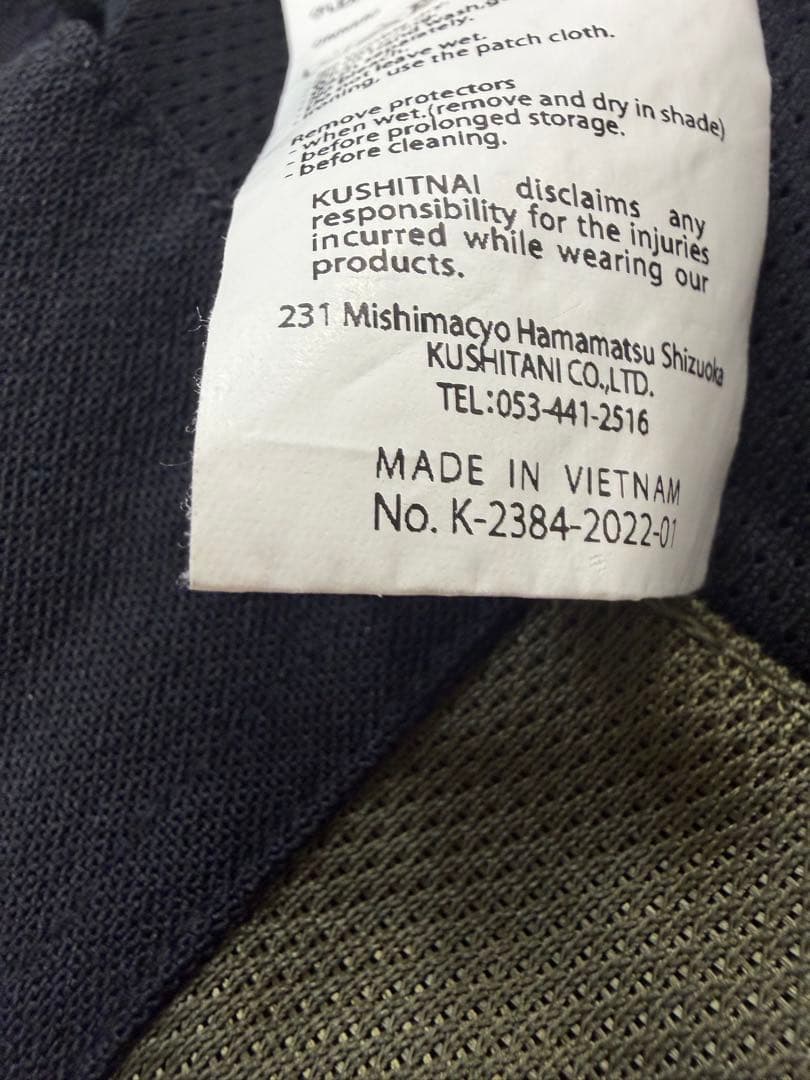 leave wet.
use the patch cloth.
Remove protectors
- when wet.(remove and dry in shade)
- before prolonged storage.
- before cleaning.
KUSHITNAI disclaims any
responsibility for the injuries
incurred while wearing our
products.
231 Mishimacyo Hamamatsu Shizuoka
KUSHITANI CO.,LTD.
TEL:053-441-2516
MADE IN VIETNAM
No. K-2384-2022-01